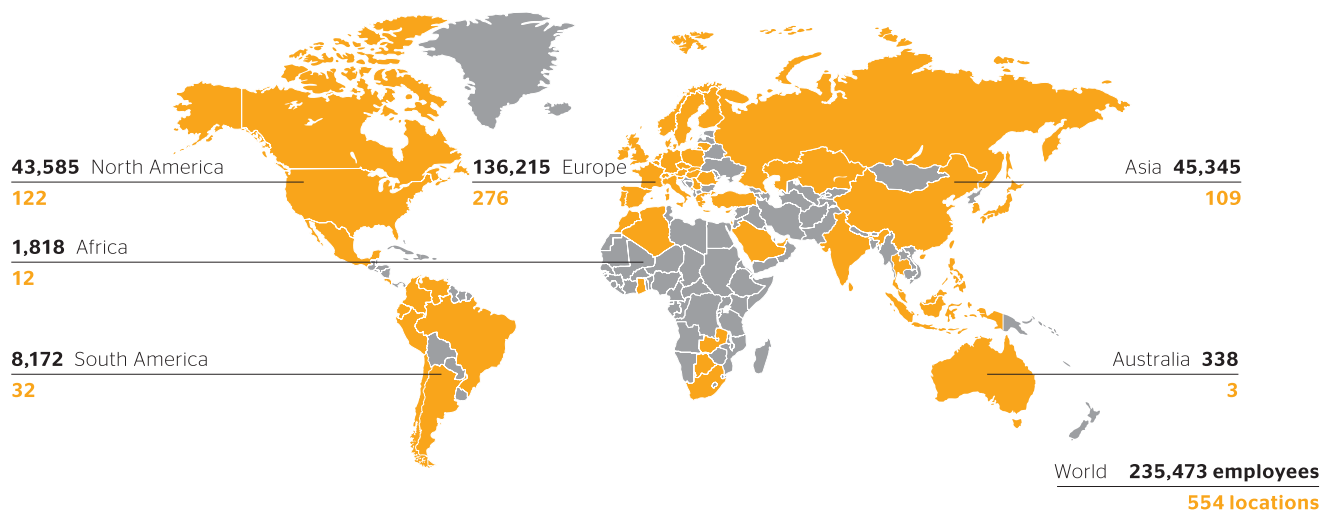 43,585 North America
122
136,215 Europe
276
Asia 45,345
109
1,818 Africa
12
8,172 South America
32
Australia 338
3
World 235,473 employees
554 locations